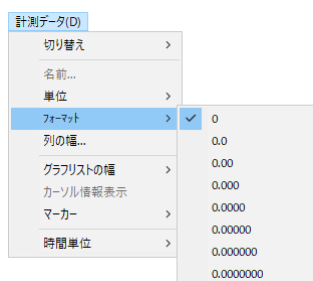 計測データ(D)
切り替え
名前...
単位
フォーマット
列の幅...
グラフリストの幅
カーソル情報表示
マーカー
時間単位
0
0.0
0.00
0.000
0.0000
0.00000
0.000000
0.0000000